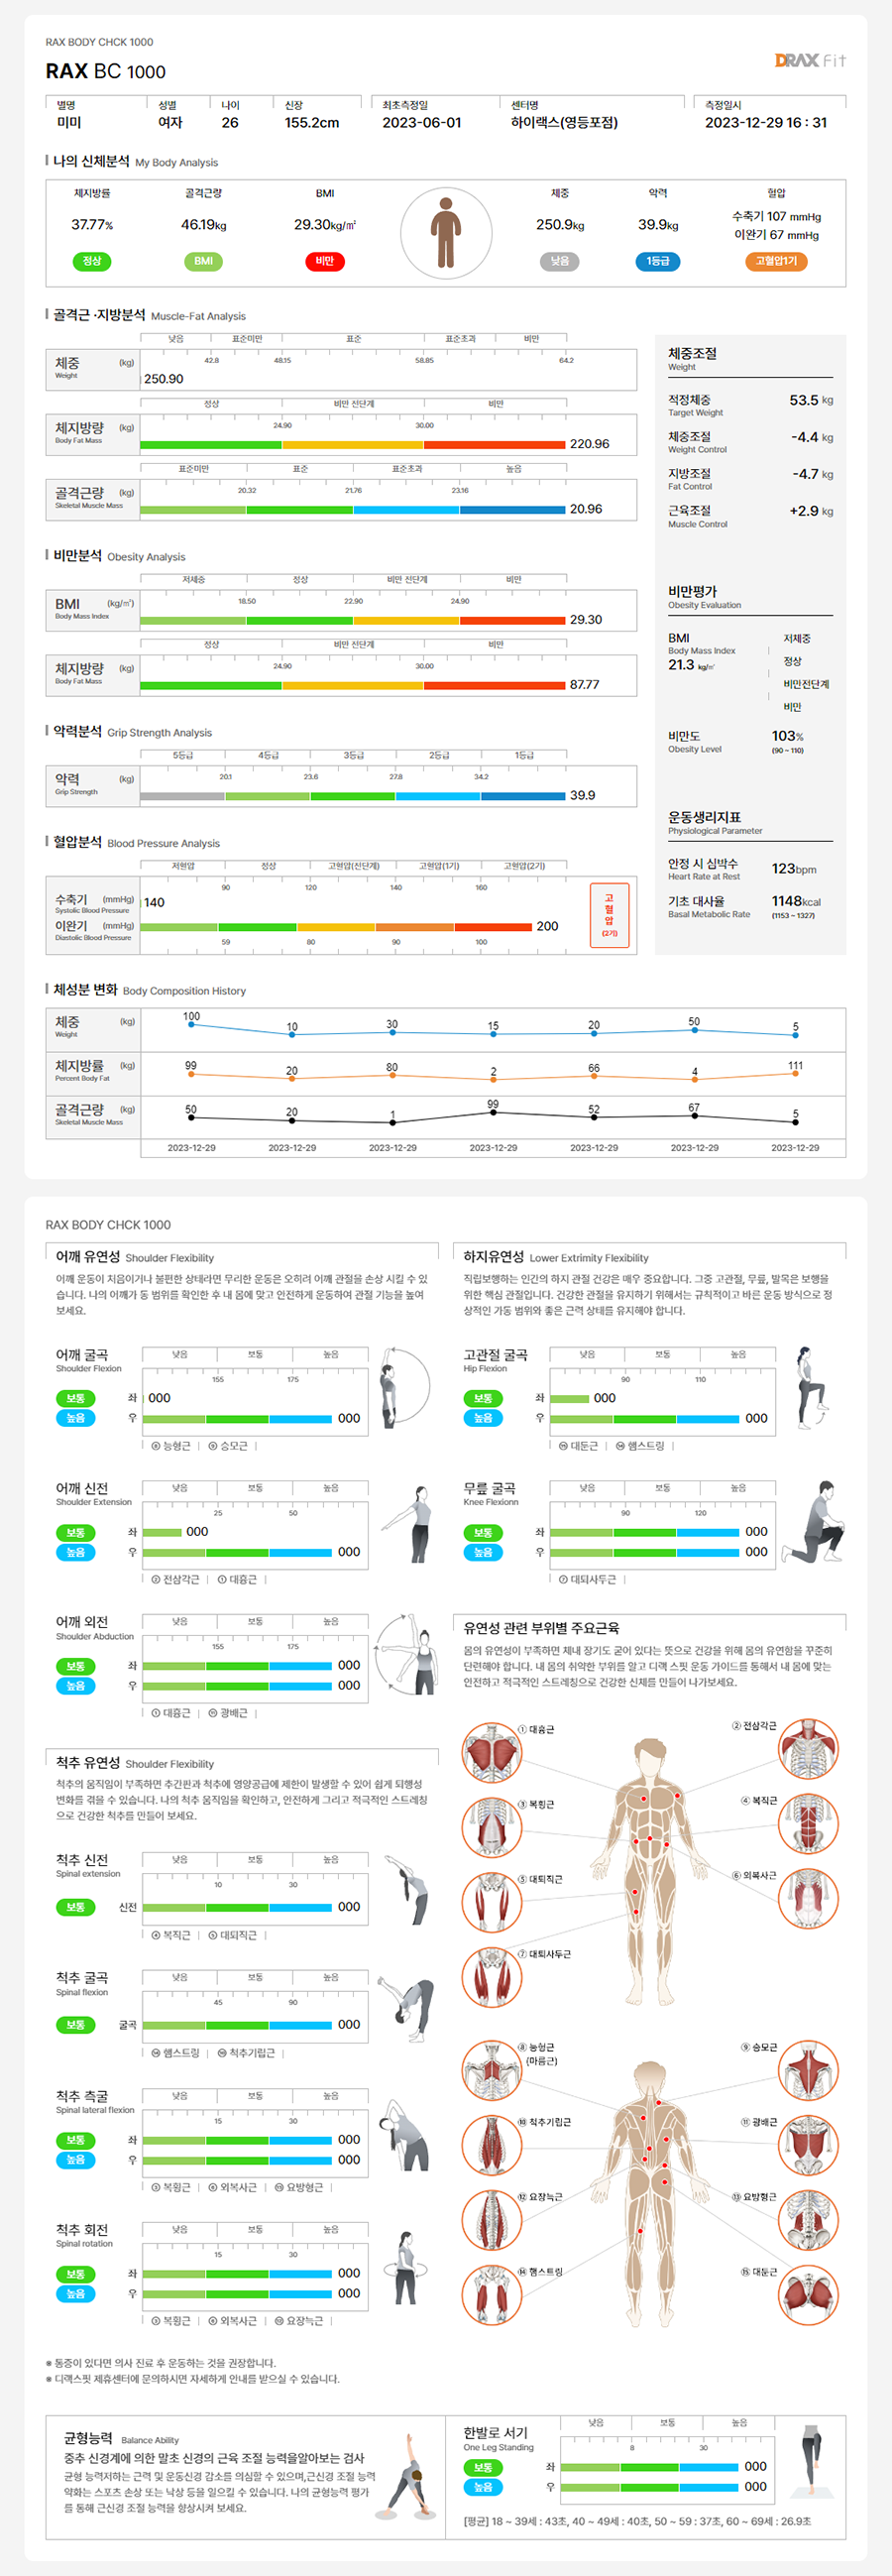 RAX BODY CHCK 1000
RAX BC 1000
DRAX Fit
별명 성별 나이 신장 최초측정일 센터명 측정일시
미미 여자 26 155.2cm 2023-06-01 하이랙스(영등포점) 2023-12-29 16 : 31
나의 신체분석 My Body Analysis
체지방률 골격근량 BMI 체중 악력 혈압
37.77% 46.19kg 29.30kg/㎡ 250.9kg 39.9kg 수축기 107 mmHg
이완기 67 mmHg
정상 BMI 비만 낮음 1등급 고혈압1기
골격근 ·지방분석 Muscle-Fat Analysis
낮음 표준미만 표준 표준초과 비만
체중 (kg) 42.8 48.15 58.85 64.2
Weight
250.90
정상 비만 전단계 비만
체지방량 (kg) 24.90 30.00
Body Fat Mass
220.96
표준미만 표준 표준초과 높음
골격근량 (kg) 20.32 21.76 23.16
Skeletal Muscle Mass
20.96
체중조절
Weight
적정체중 53.5 kg
Target Weight
체중조절 -4.4 kg
Weight Control
지방조절 -4.7 kg
Fat Control
근육조절 +2.9 kg
Muscle Control
비만분석 Obesity Analysis
저체중 정상 비만 전단계 비만
BMI (kg/㎡) 18.50 22.90 24.90
Body Mass Index
29.30
정상 비만 전단계 비만
체지방량 (kg) 24.90 30.00
Body Fat Mass
87.77
비만평가
Obesity Evaluation
BMI 저체중
Body Mass Index
21.3 kg/㎡ 정상
비만전단계
비만
비만도 103%
Obesity Level (90 ~ 110)
악력분석 Grip Strength Analysis
5등급 4등급 3등급 2등급 1등급
악력 (kg) 20.1 23.6 27.8 34.2
Grip Strength
39.9
운동생리지표
Physiological Parameter
안정 시 심박수 123bpm
Heart Rate at Rest
기초 대사율 1148kcal
Basal Metabolic Rate (1153 ~ 1327)
혈압분석 Blood Pressure Analysis
저혈압 정상 고혈압(전단계) 고혈압(1기) 고혈압(2기)
90 120 140 160
수축기 (mmHg) 140
Systolic Blood Pressure
이완기 (mmHg) 200
Diastolic Blood Pressure
59 80 90 100
고
혈
압
(2기)
체성분 변화 Body Composition History
체중 (kg) 100 10 30 15 20 50 5
Weight
체지방률 (kg) 99 20 80 2 66 4 111
Percent Body Fat
골격근량 (kg) 50 20 1 99 52 67 5
Skeletal Muscle Mass
2023-12-29 2023-12-29 2023-12-29 2023-12-29 2023-12-29 2023-12-29 2023-12-29
RAX BODY CHCK 1000
어깨 유연성 Shoulder Flexibility
어깨 운동이 처음이거나 불편한 상태라면 무리한 운동은 오히려 어깨 관절을 손상 시킬 수 있
습니다. 나의 어깨가 동 범위를 확인한 후 내 몸에 맞고 안전하게 운동하여 관절 기능을 높여
보세요.
어깨 굴곡 낮음 보통 높음
Shoulder Flexion
155 175
보통 좌 000
높음 우 000
⑧ 능형근 | ⑨ 승모근 |
어깨 신전 낮음 보통 높음
Shoulder Extension
25 50
보통 좌 000
높음 우 000
② 전삼각근 | ① 대흉근 |
어깨 외전 낮음 보통 높음
Shoulder Abduction
155 175
보통 좌 000
높음 우 000
① 대흉근 | ⑪ 광배근 |
척추 유연성 Shoulder Flexibility
척추의 움직임이 부족하면 추간판과 척추에 영양공급에 제한이 발생할 수 있어 쉽게 퇴행성
변화를 겪을 수 있습니다. 나의 척추 움직임을 확인하고, 안전하게 그리고 적극적인 스트레칭
으로 건강한 척추를 만들어 보세요.
척추 신전 낮음 보통 높음
Spinal extension
10 30
보통 신전 000
④ 복직근 | ⑤ 대퇴직근 |
척추 굴곡 낮음 보통 높음
Spinal flexion
45 90
보통 굴곡 000
⑭ 햄스트링 | ⑩ 척추기립근 |
척추 측굴 낮음 보통 높음
Spinal lateral flexion
15 30
보통 좌 000
높음 우 000
③ 복횡근 | ⑥ 외복사근 | ⑬ 요방형근 |
척추 회전 낮음 보통 높음
Spinal rotation
15 30
보통 좌 000
높음 우 000
③ 복횡근 | ⑥ 외복사근 | ⑫ 요장늑근 |
하지유연성 Lower Extrimity Flexibility
직립보행하는 인간의 하지 관절 건강은 매우 중요합니다. 그중 고관절, 무릎, 발목은 보행을
위한 핵심 관절입니다. 건강한 관절을 유지하기 위해서는 규칙적이고 바른 운동 방식으로 정
상적인 가동 범위와 좋은 근력 상태를 유지해야 합니다.
고관절 굴곡 낮음 보통 높음
Hip Flexion
90 110
보통 좌 000
높음 우 000
⑮ 대둔근 | ⑭ 햄스트링 |
무릎 굴곡 낮음 보통 높음
Knee Flexionn
90 120
보통 좌 000
높음 우 000
⑦ 대퇴사두근 |
유연성 관련 부위별 주요근육
몸의 유연성이 부족하면 체내 장기도 굳어 있다는 뜻으로 건강을 위해 몸의 유연함을 꾸준히
단련해야 합니다. 내 몸의 취약한 부위를 알고 디랙 스핏 운동 가이드를 통해서 내 몸에 맞는
안전하고 적극적인 스트레칭으로 건강한 신체를 만들이 나가보세요.
① 대흉근 ② 전삼각근
③ 복횡근 ④ 복직근
⑤ 대퇴직근 ⑥ 외복사근
⑦ 대퇴사두근
⑧ 능형근 ⑨ 승모근
(마름근)
⑩ 척추기립근 ⑪ 광배근
⑫ 요장늑근 ⑬ 요방형근
⑭ 햄스트링 ⑮ 대둔근
※ 통증이 있다면 의사 진료 후 운동하는 것을 권장합니다.
※ 디랙스핏 제휴센터에 문의하시면 자세하게 안내를 받으실 수 있습니다.
균형능력 Balance Ability
중추 신경계에 의한 말초 신경의 근육 조절 능력을알아보는 검사
균형 능력저하는 근력 및 운동신경 감소를 의심할 수 있으며,근신경 조절 능력
약화는 스포츠 손상 또는 낙상 등을 일으킬 수 있습니다. 나의 균형능력 평가
를 통해 근신경 조절 능력을 향상시켜 보세요.
한발로 서기 낮음 보통 높음
One Leg Standing
8 30
보통 좌 000
높음 우 000
[평균] 18 ~ 39세 : 43초, 40 ~ 49세 : 40초, 50 ~ 59 : 37초, 60 ~ 69세 : 26.9초